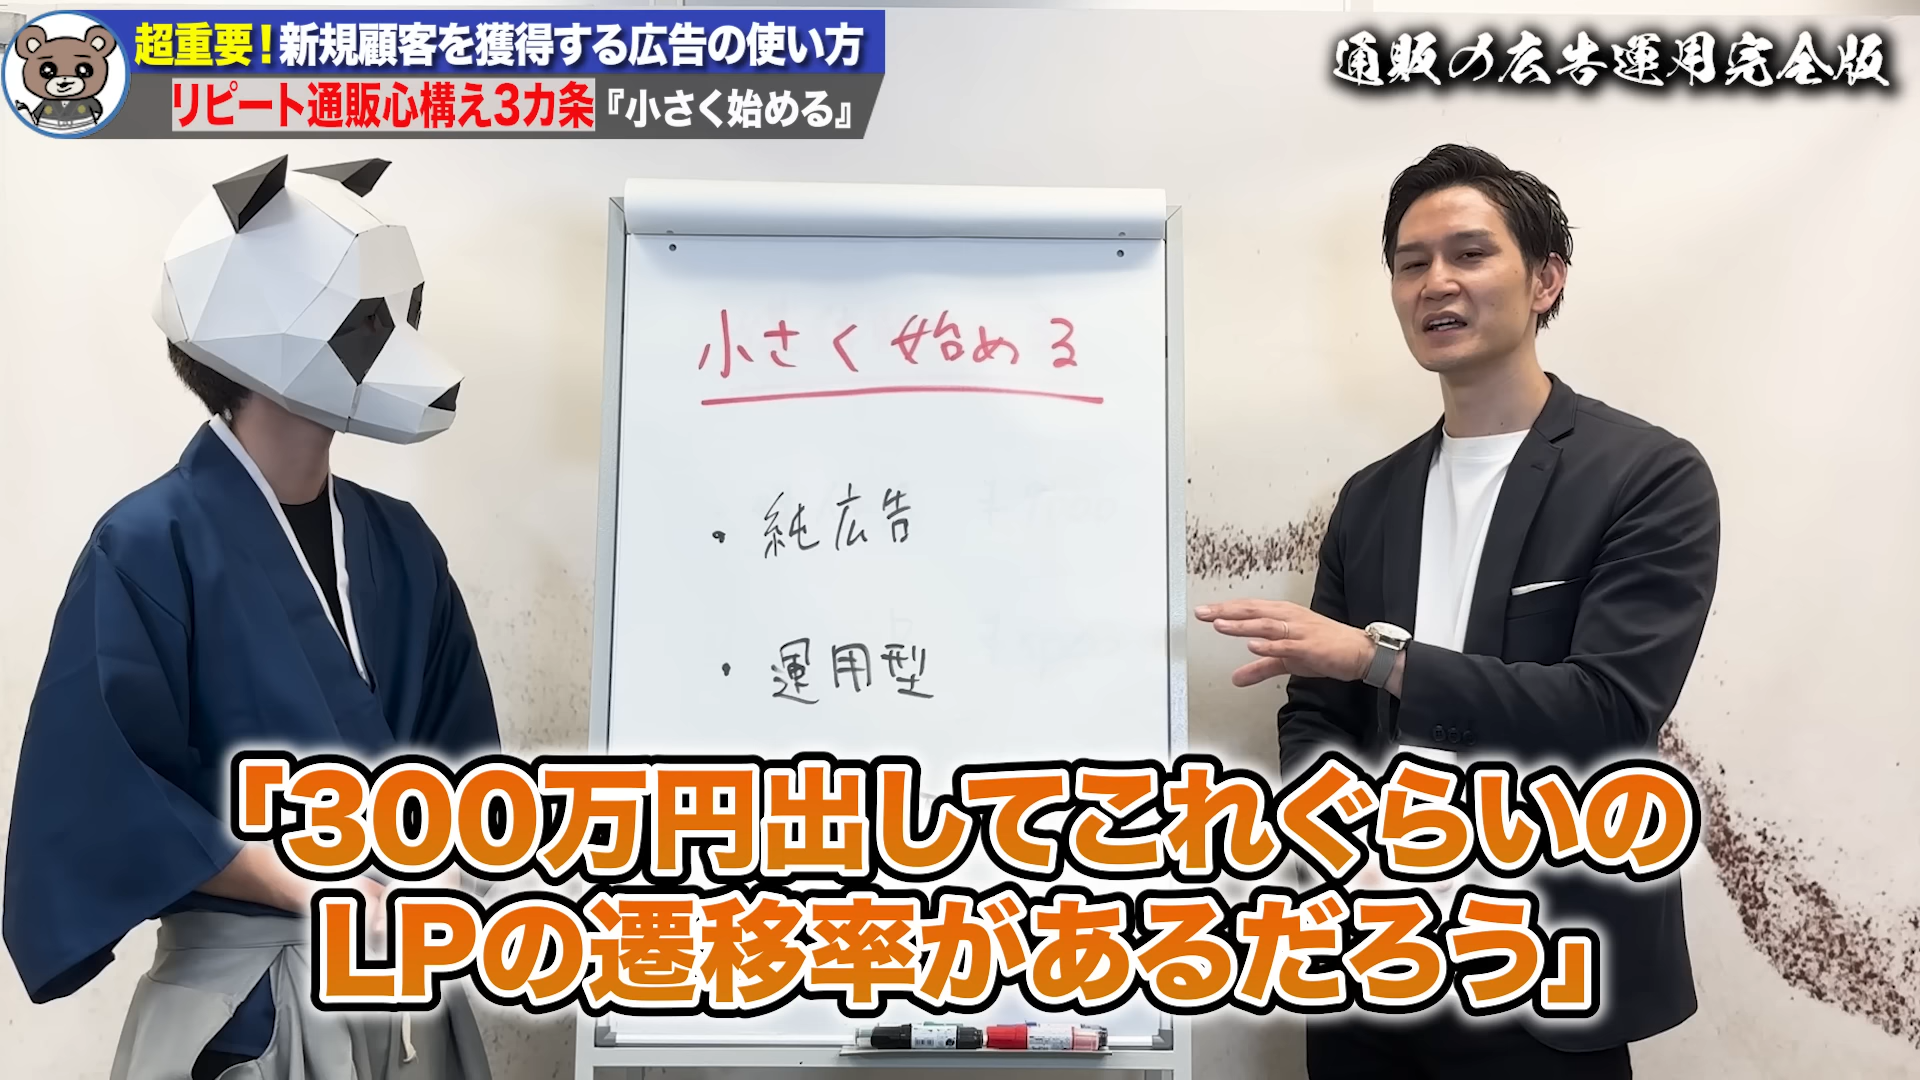 超重要！新規顧客を獲得する広告の使い方
リピート通販心構え3カ条『小さく始める』
通販の広告運用完全版
小さく始める
・純広告
・運用型
「300万円出してこれぐらいの
LPの遷移率があるだろう」